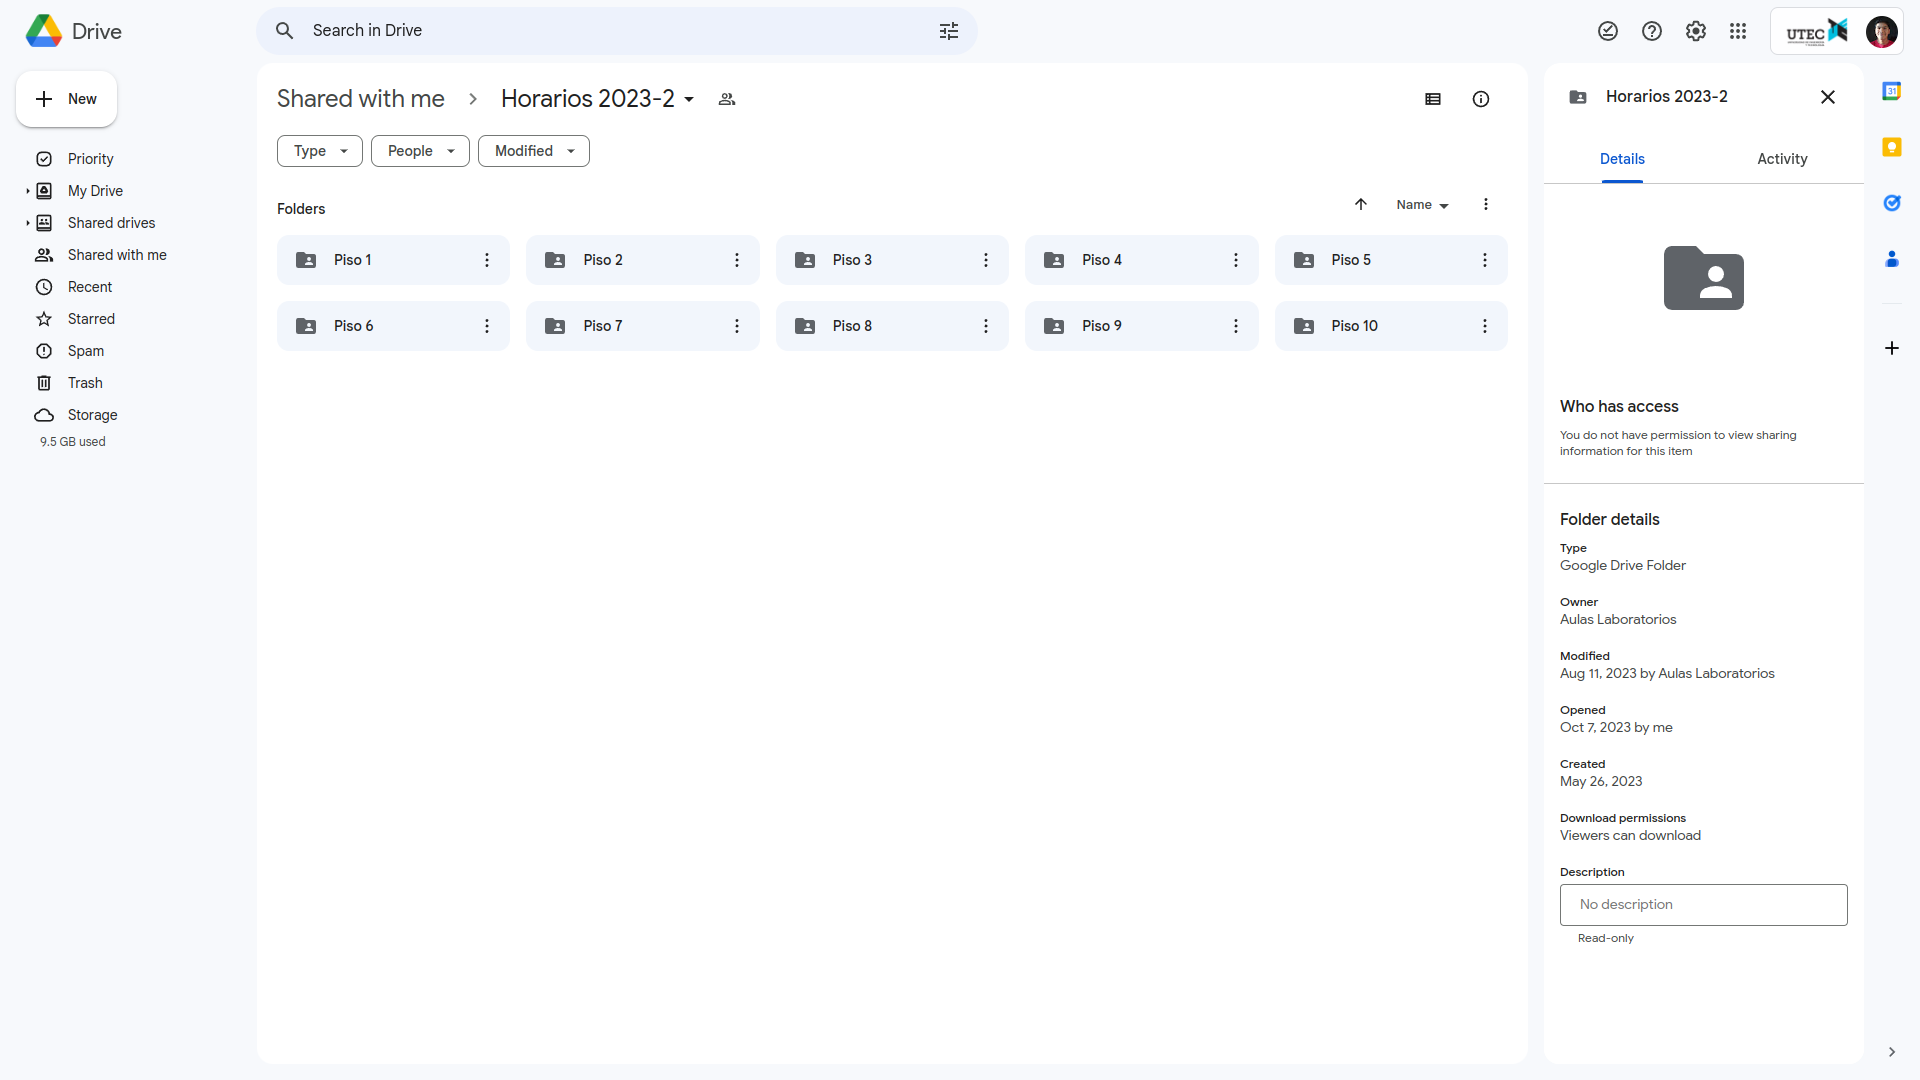 Drive
Search in Drive
UTEC
New
Priority
My Drive
Shared drives
Shared with me
Recent
Starred
Spam
Trash
Storage
9.5 GB used
Shared with me
Horarios 2023-2
Type
People
Modified
Folders
Name
Piso 1
Piso 2
Piso 3
Piso 4
Piso 5
Piso 6
Piso 7
Piso 8
Piso 9
Piso 10
Horarios 2023-2
Details
Activity
Who has access
You do not have permission to view sharing
information for this item
Folder details
Type
Google Drive Folder
Owner
Aulas Laboratorios
Modified
Aug 11, 2023 by Aulas Laboratorios
Opened
Oct 7, 2023 by me
Created
May 26, 2023
Download permissions
Viewers can download
Description
No description
Read-only
31